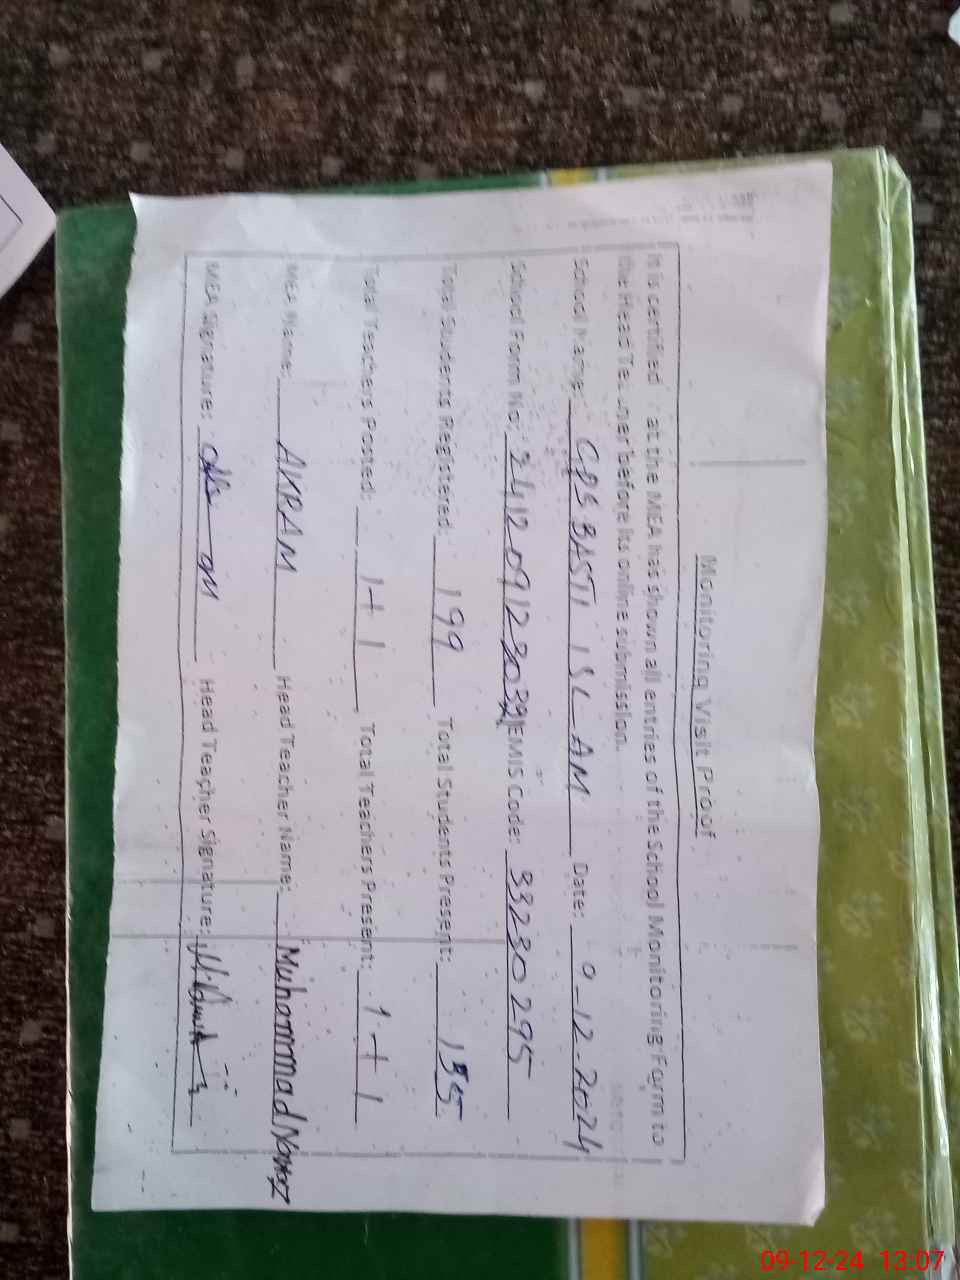 Monitoring Visit Proof
It is certified that the MEA has shown all entries of the School Monitoring Form to
the Head Teacher before its online submission.
School Name: GPS BASTI ISLAM Date: 9-12-2024
School Form No: EMIS Code: 33230295
Total Students Registered: 199 Total Students Present: 155
Total Teachers Posted: 1+1 Total Teachers Present: 1+1
MEA Name: AKRAM Head Teacher Name: Muhammad Nawaz
MEA Signature: Head Teacher Signature:
09-12-24 13:07